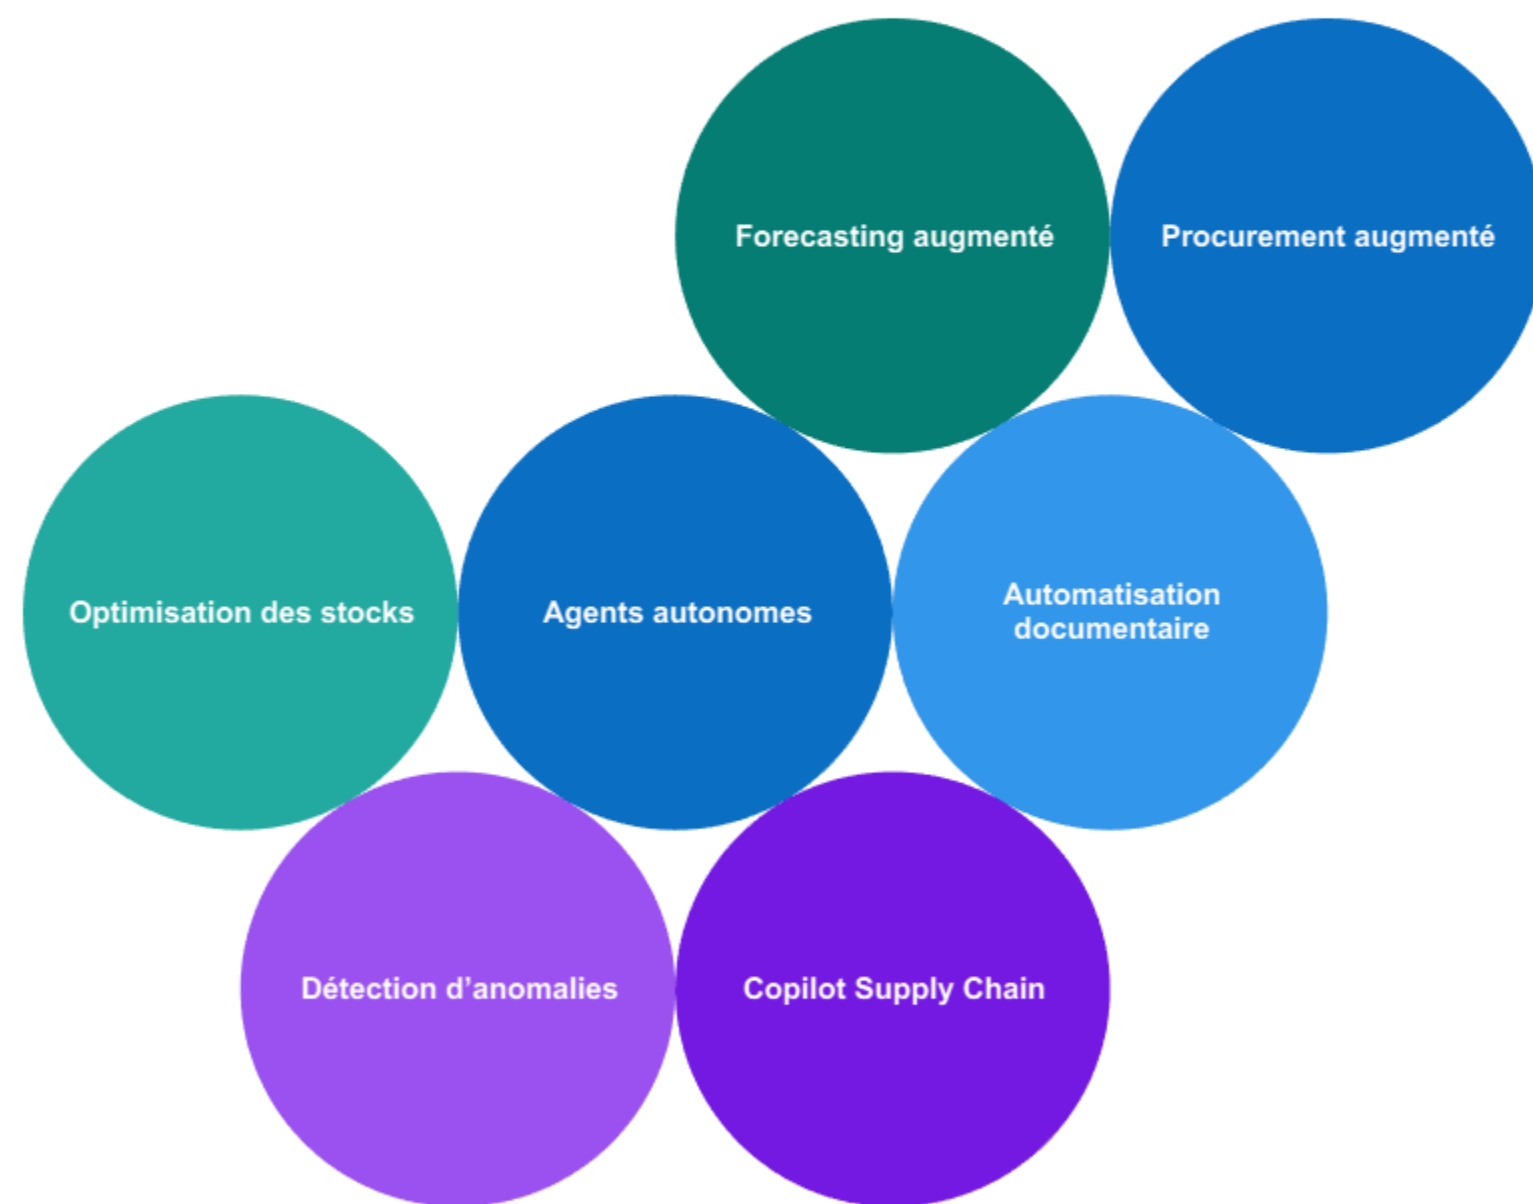 Forecasting augmenté
Procurement augmenté
Optimisation des stocks
Agents autonomes
Automatisation
documentaire
Détection d’anomalies
Copilot Supply Chain